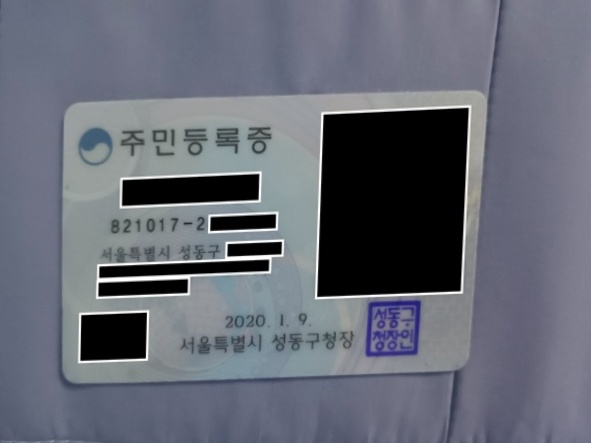 주민등록증
821017-2
서울특별시 성동구
2020. 1. 9.
서울특별시 성동구청장
성동구
청장인